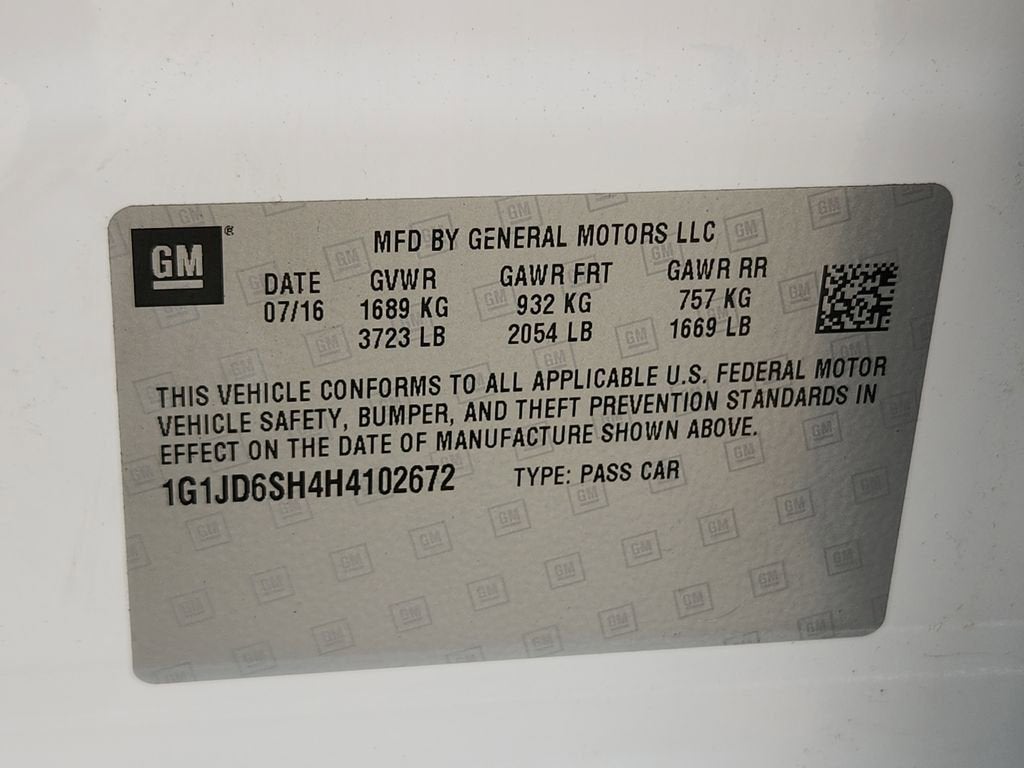 GM®
MFD BY GENERAL MOTORS LLC
DATE GVWR GAWR FRT GAWR RR
07/16 1689 KG 932 KG 757 KG
3723 LB 2054 LB 1669 LB
THIS VEHICLE CONFORMS TO ALL APPLICABLE U.S. FEDERAL MOTOR
VEHICLE SAFETY, BUMPER, AND THEFT PREVENTION STANDARDS IN
EFFECT ON THE DATE OF MANUFACTURE SHOWN ABOVE.
1G1JD6SH4H4102672 TYPE: PASS CAR